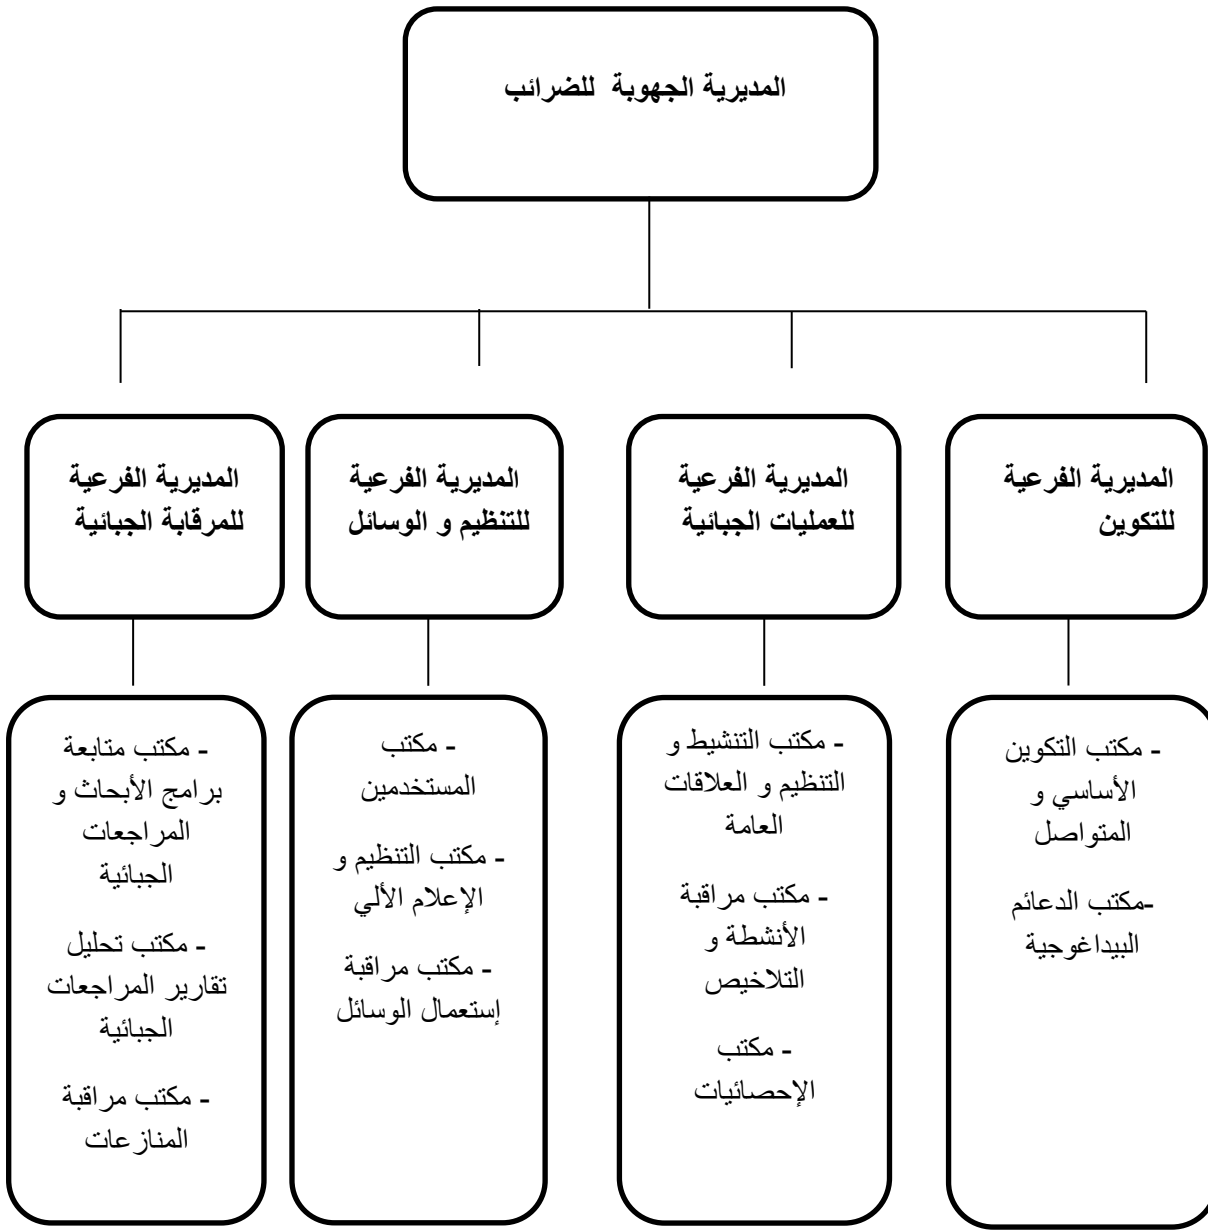 المديرية الجهوبة للضرائب
المديرية الفرعية
للتكوين
المديرية الفرعية
للعمليات الجبائية
المديرية الفرعية
للتنظيم و الوسائل
المديرية الفرعية
للمرقابة الجبائية
- مكتب التكوين
الأساسي و
المتواصل
-مكتب الدعائم
البيداغوجية
- مكتب التنشيط و
التنظيم و العلاقات
العامة
- مكتب مراقبة
الأنشطة و
التلاخيص
- مكتب
الإحصائيات
- مكتب
المستخدمين
- مكتب التنظيم و
الإعلام الألي
- مكتب مراقبة
إستعمال الوسائل
- مكتب متابعة
برامج الأبحاث و
المراجعات
الجبائية
- مكتب تحليل
تقارير المراجعات
الجبائية
- مكتب مراقبة
المنازعات